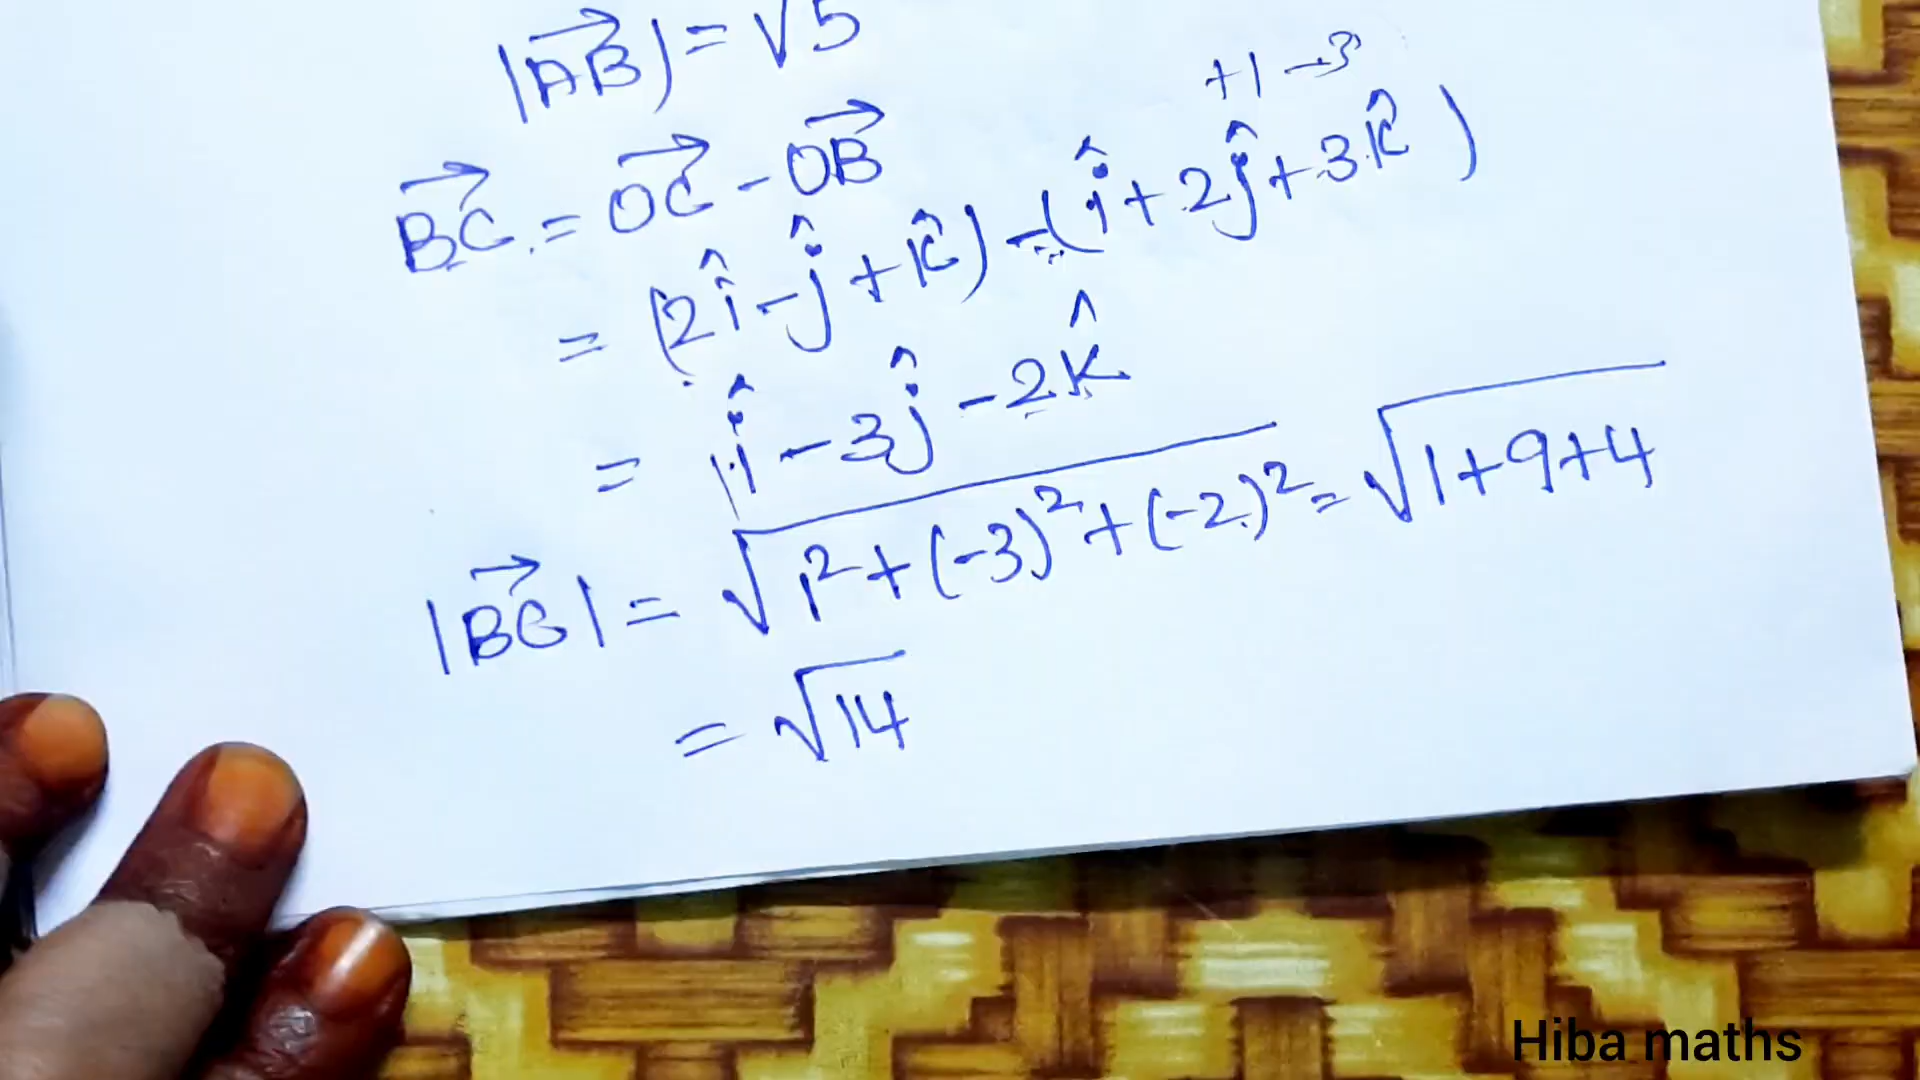 |AB⃗| = √5
+1 -3
BC⃗ = OC⃗ - OB⃗
= (2î - ĵ + k̂) - (î + 2ĵ + 3k̂)
= î - 3ĵ - 2k̂
|BC⃗| = √(1² + (-3)² + (-2)²) = √(1+9+4)
= √14
Hiba maths